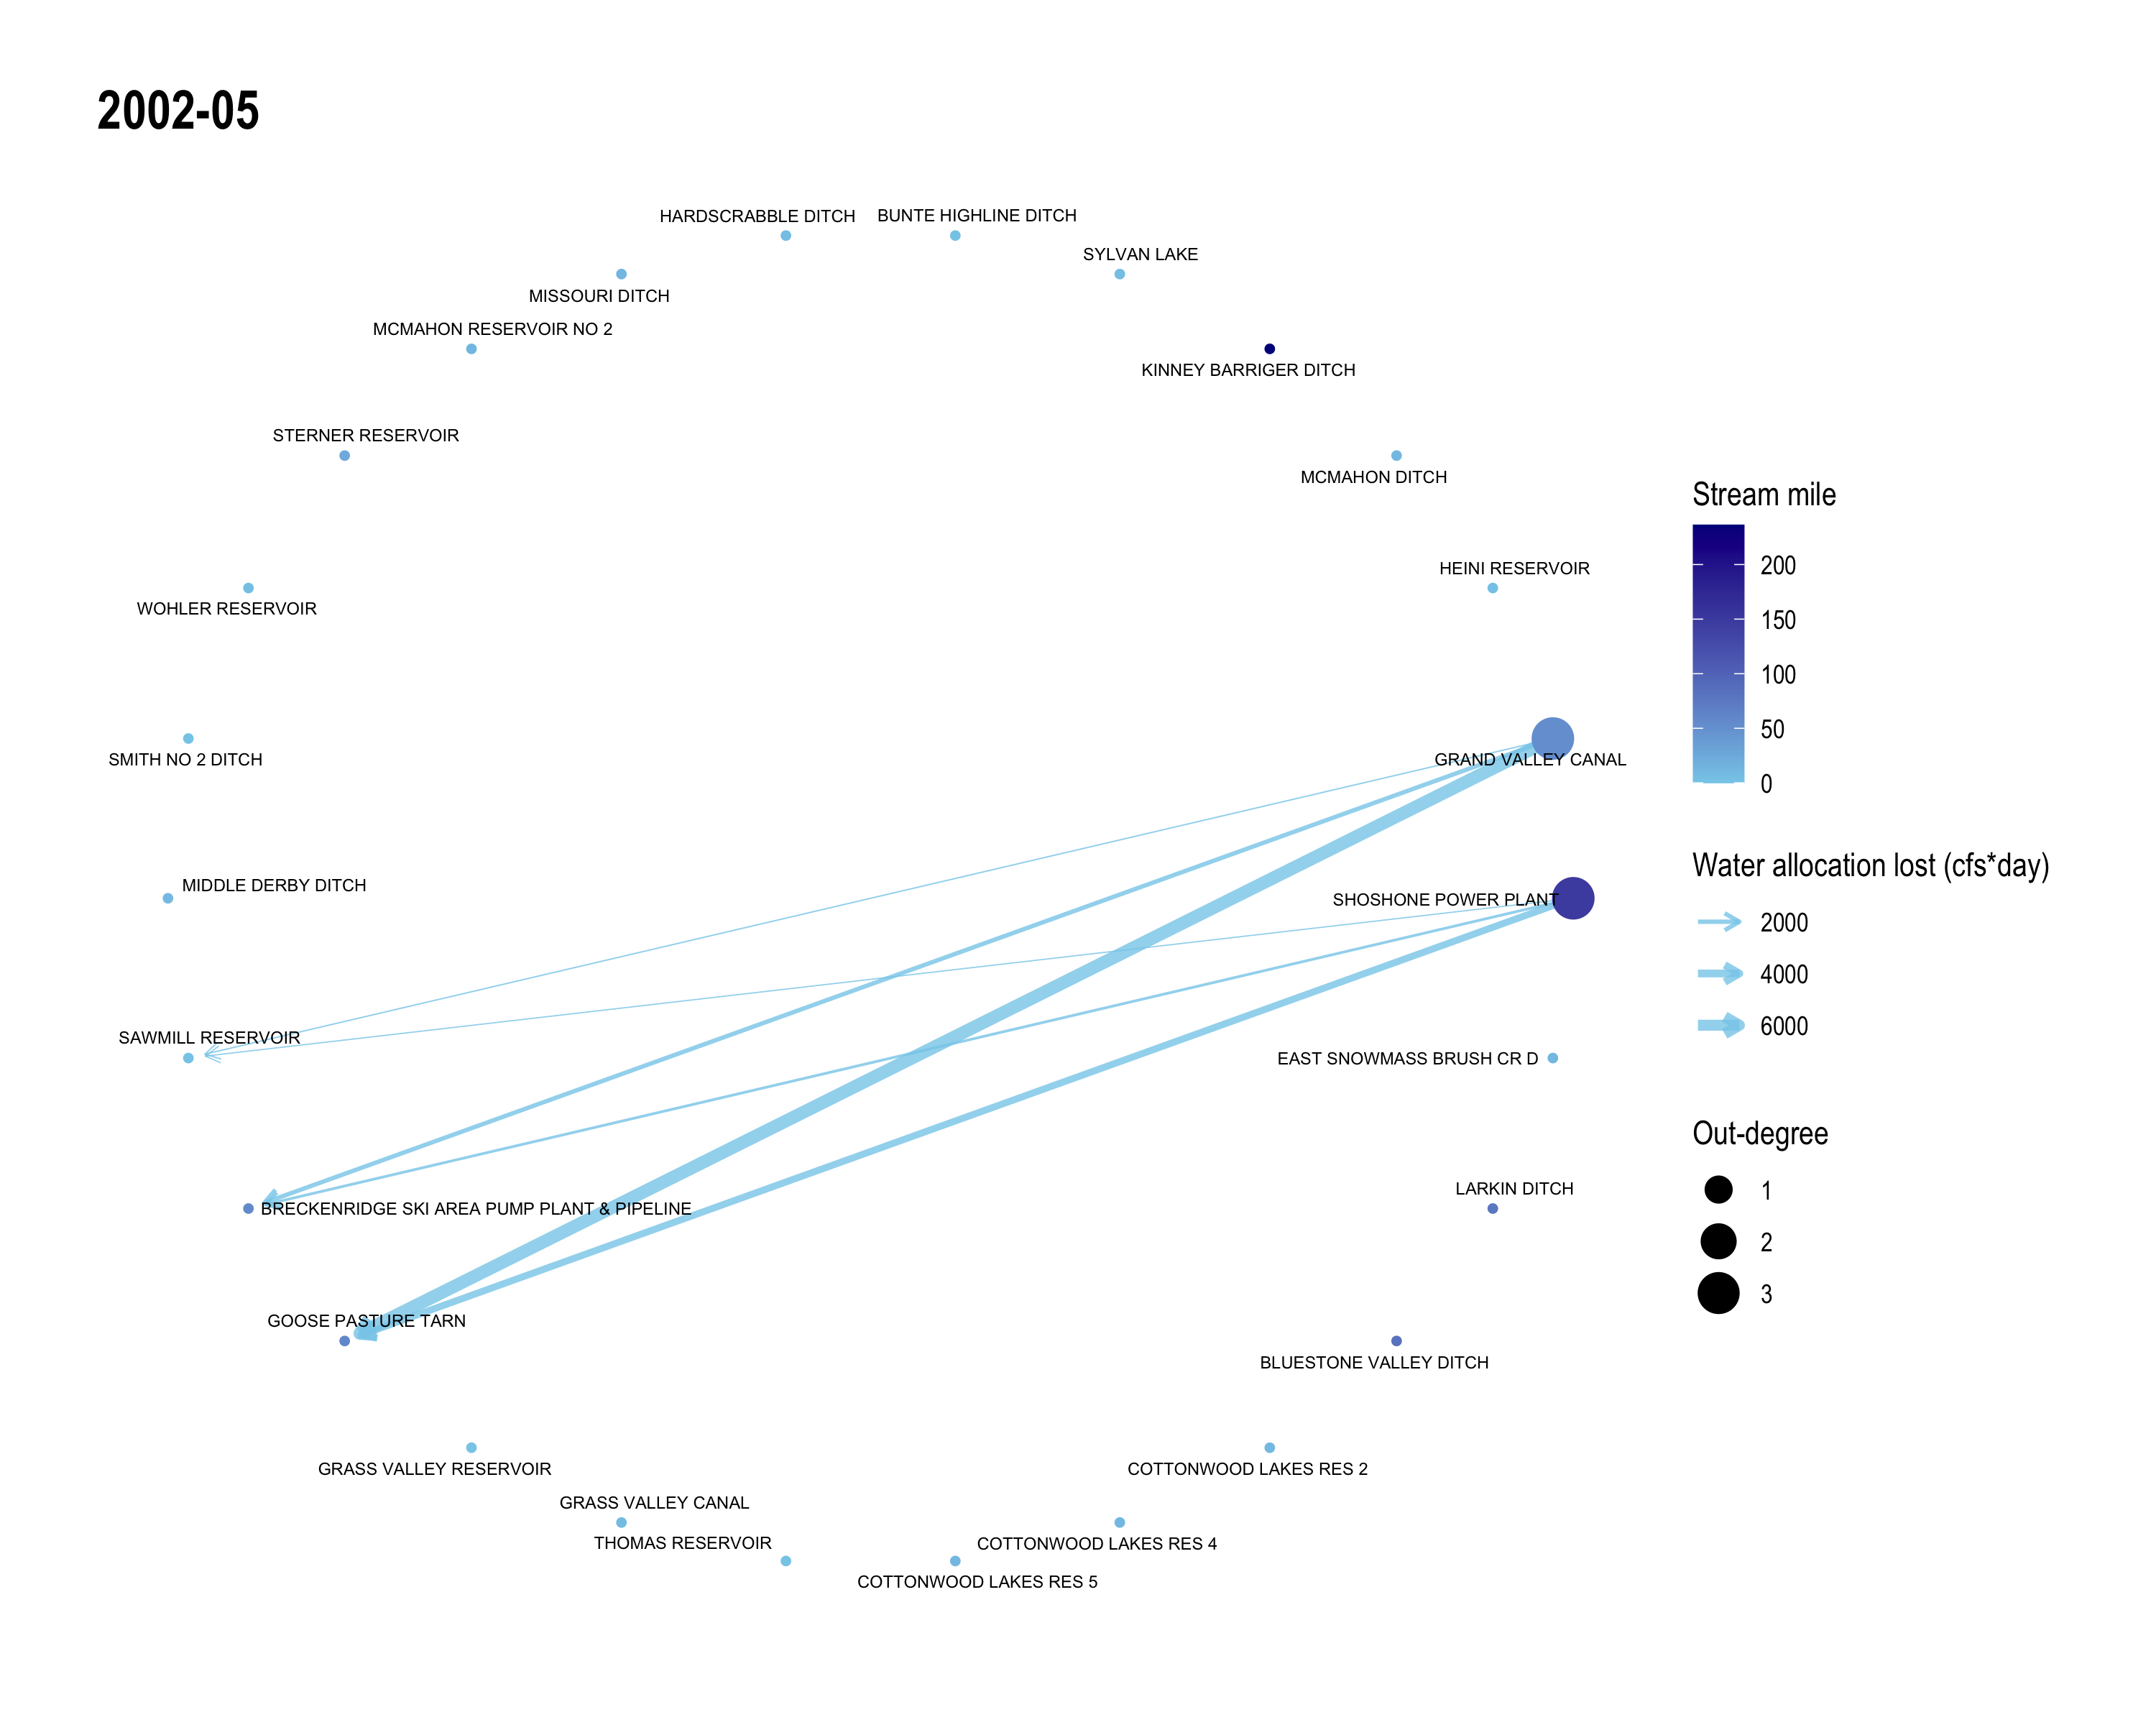 2002-05
HARDSCRABBLE DITCH
BUNTE HIGHLINE DITCH
SYLVAN LAKE
MISSOURI DITCH
MCMAHON RESERVOIR NO 2
KINNEY BARRIGER DITCH
STERNER RESERVOIR
MCMAHON DITCH
HEINI RESERVOIR
WOHLER RESERVOIR
SMITH NO 2 DITCH
GRAND VALLEY CANAL
MIDDLE DERBY DITCH
SHOSHONE POWER PLANT
SAWMILL RESERVOIR
EAST SNOWMASS BRUSH CR D
LARKIN DITCH
BRECKENRIDGE SKI AREA PUMP PLANT & PIPELINE
GOOSE PASTURE TARN
BLUESTONE VALLEY DITCH
GRASS VALLEY RESERVOIR
COTTONWOOD LAKES RES 2
GRASS VALLEY CANAL
THOMAS RESERVOIR
COTTONWOOD LAKES RES 4
COTTONWOOD LAKES RES 5
Stream mile
200
150
100
50
0
Water allocation lost (cfs*day)
2000
4000
6000
Out-degree
1
2
3